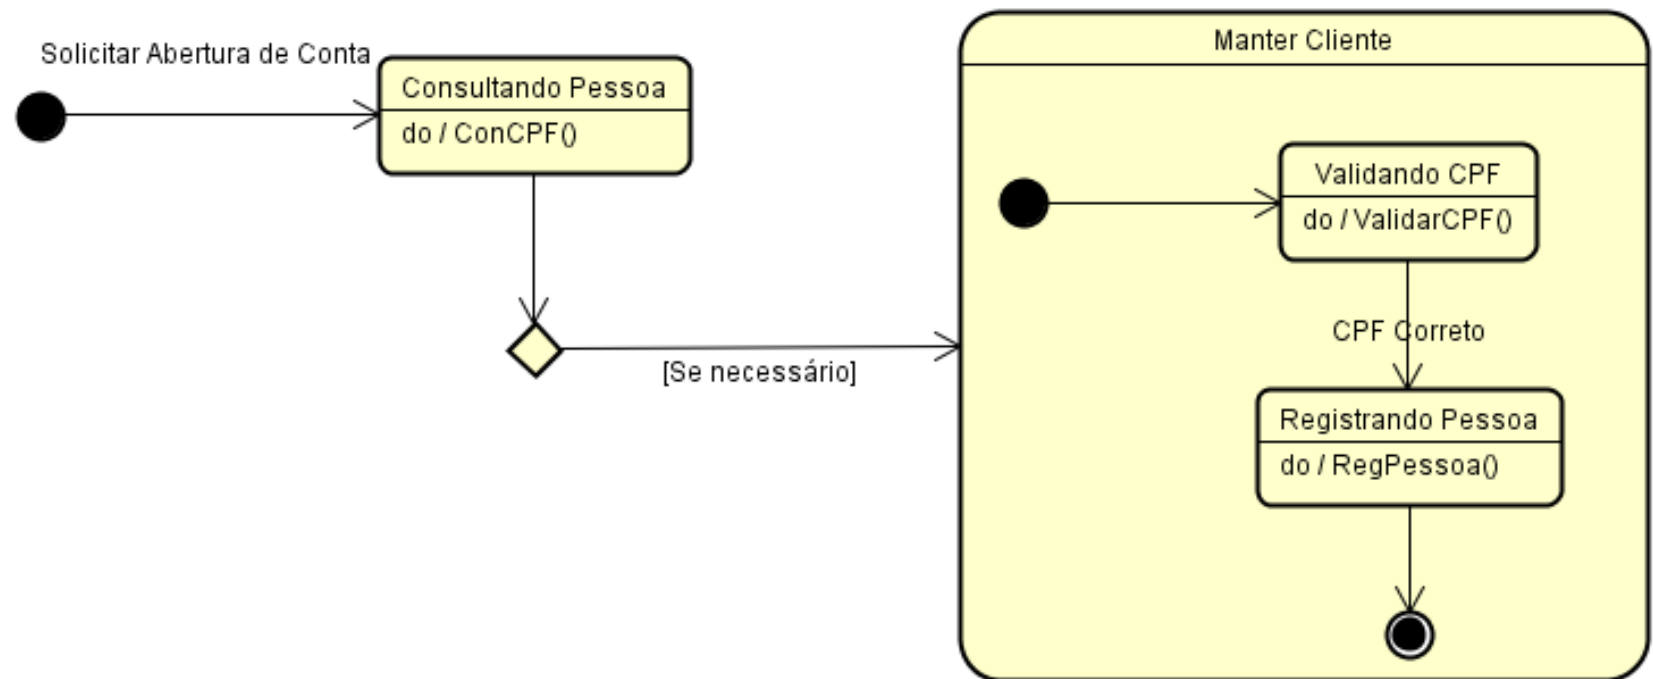 Solicitar Abertura de Conta
Consultando Pessoa
do / ConCPF()
[Se necessário]
Manter Cliente
Validando CPF
do / ValidarCPF()
CPF Correto
Registrando Pessoa
do / RegPessoa()